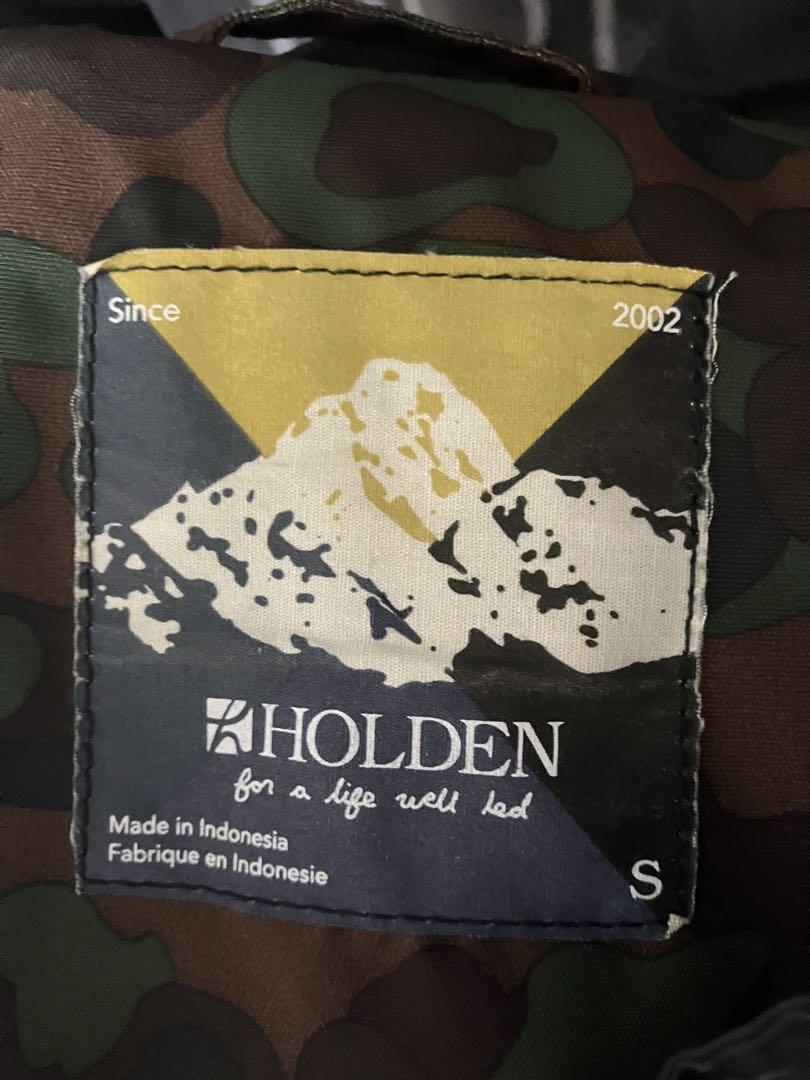 Since 2002
HOLDEN
for a life well led
Made in Indonesia
Fabrique en Indonesie
S